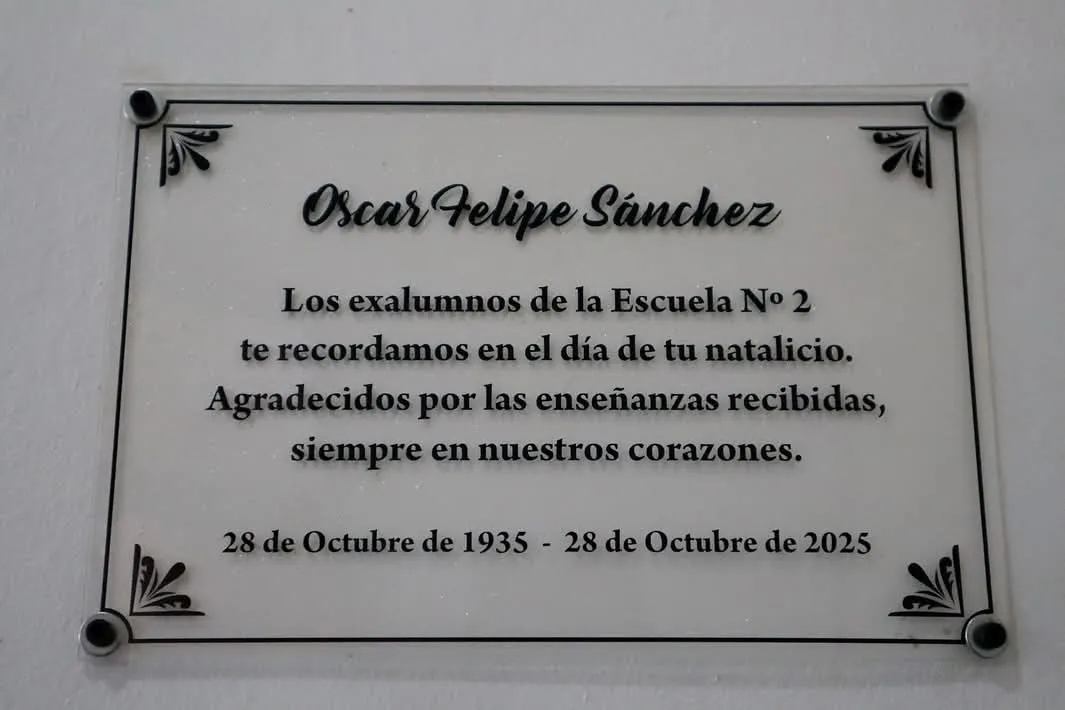 Oscar Felipe Sánchez
Los exalumnos de la Escuela Nº 2
te recordamos en el día de tu natalicio.
Agradecidos por las enseñanzas recibidas,
siempre en nuestros corazones.
28 de Octubre de 1935 - 28 de Octubre de 2025